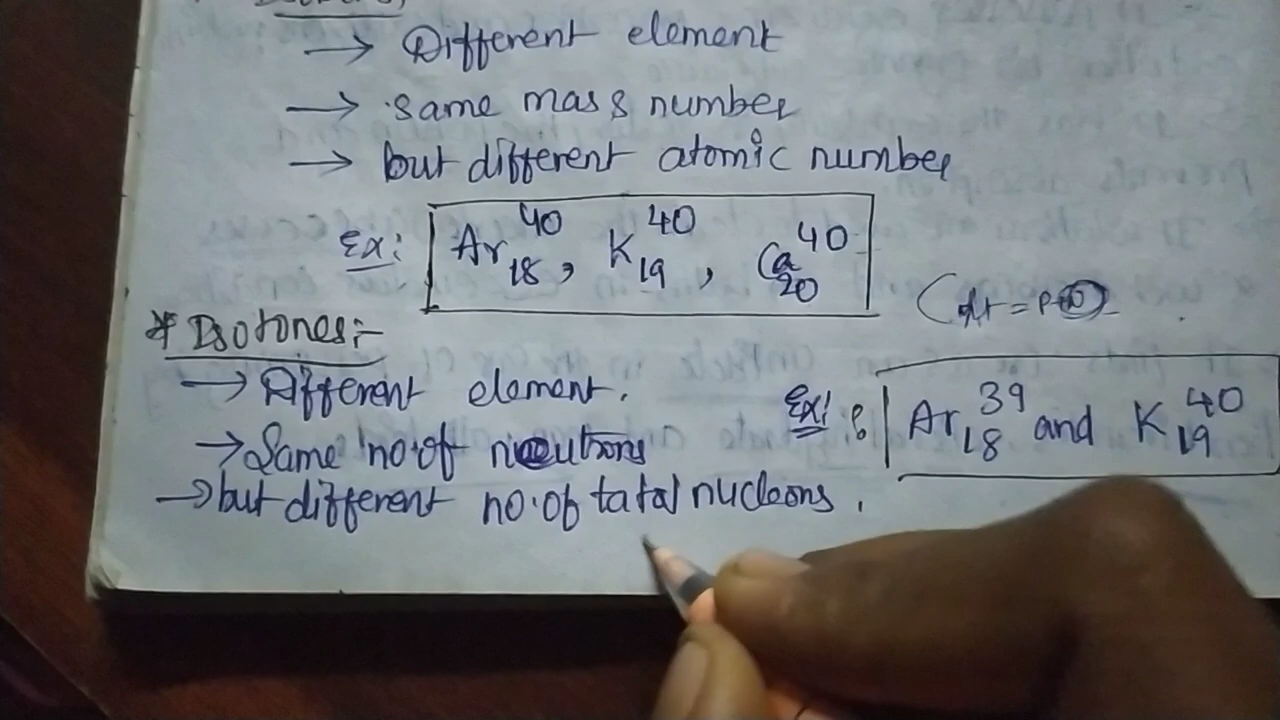 → Different element
→ same mass number
→ but different atomic number
Ex: Ar 40 18, K 40 19, Ca 40 20
* Isotones:-
→ Different element.
→ Same no. of neutrons
→ but different no. of total nucleons.
Ex: Ar 39 18 and K 40 19